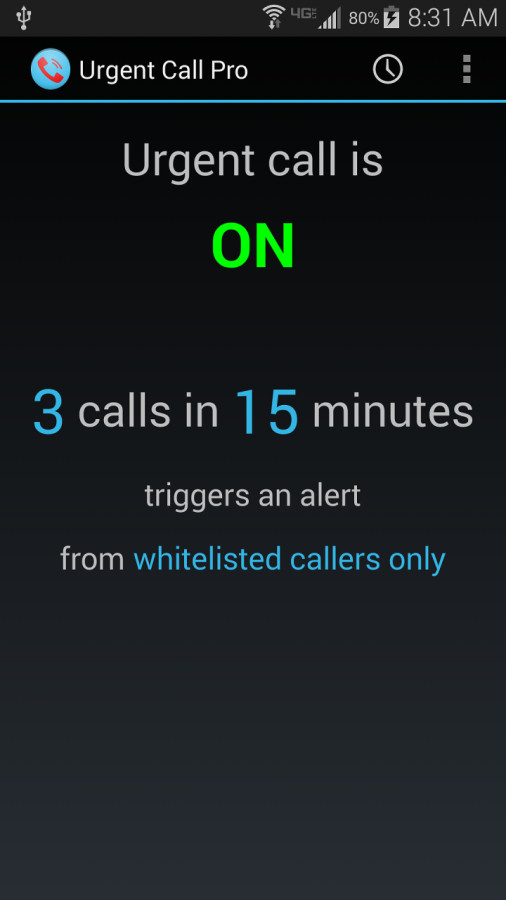 4G LTE 80% 8:31 AM
Urgent Call Pro
Urgent call is
ON
3 calls in 15 minutes
triggers an alert
from whitelisted callers only